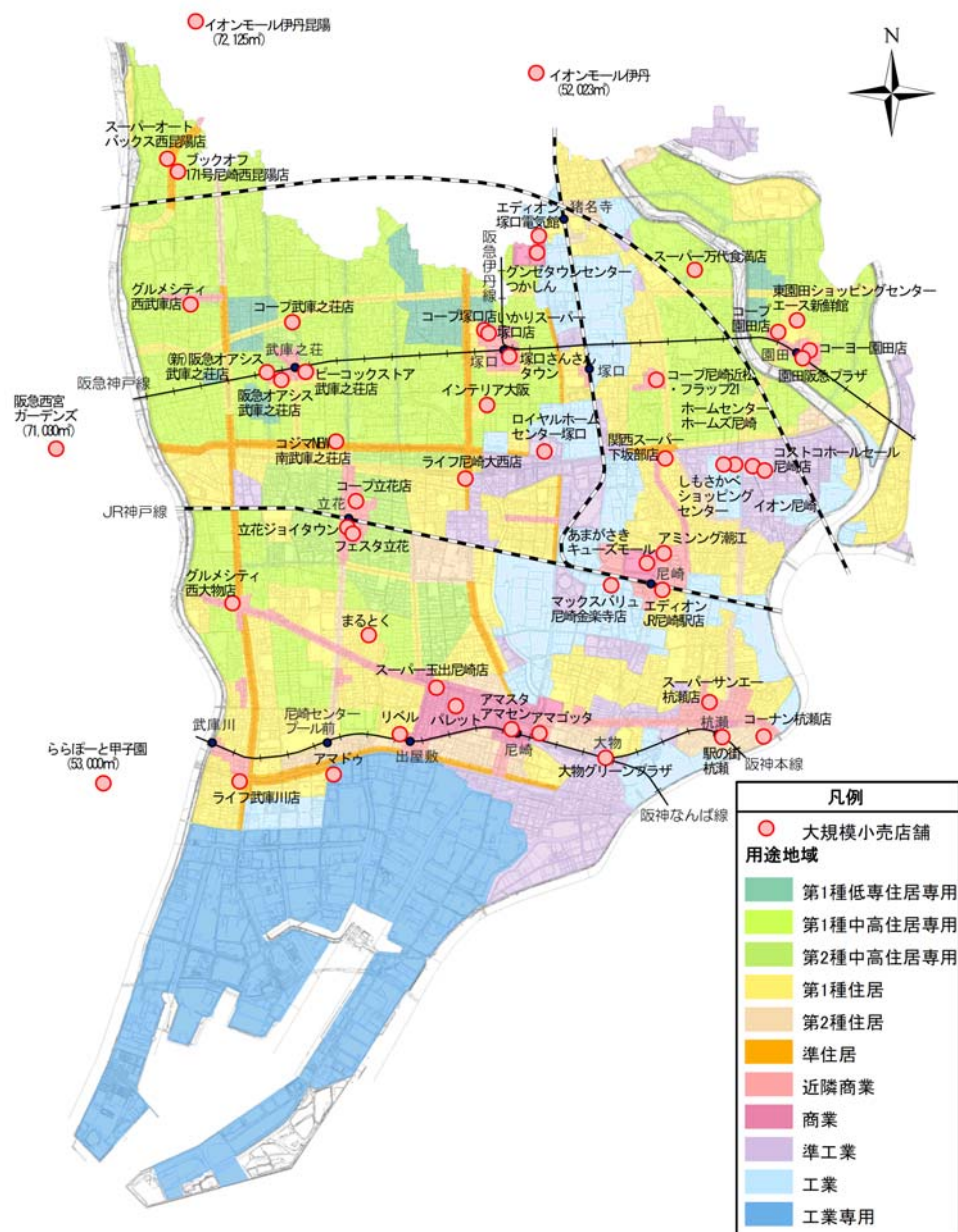 イオンモール伊丹昆陽
(72,125㎡)
イオンモール伊丹
(52,023㎡)
N
スーパーオート
バックス西昆陽店
ブックオフ
171号尼崎西昆陽店
エディオン
塚口電気館
猪名寺
阪急伊丹線
グンゼタウンセンター
つかしん
スーパー万代食満店
グルメシティ
西武庫店
コープ武庫之荘店
コープ塚口店
いかりスーパー
塚口店
東園田ショッピングセンター
エース新鮮館
コープ
園田店
武庫之荘
塚口
塚口さんさん
タウン
塚口
園田
コーヨー園田店
園田阪急プラザ
(新)阪急オアシス
武庫之荘店
ピーコックストア
武庫之荘店
阪急オアシス
武庫之荘店
阪急神戸線
インテリア大阪
コープ尼崎近松
・フラップ21
阪急西宮
ガーデンズ
(71,030㎡)
コジマNEW
南武庫之荘店
ロイヤルホーム
センター塚口
ホームセンター
ホームズ尼崎
関西スーパー
下坂部店
ライフ尼崎大西店
コストコホールセール
尼崎店
しもさかべ
ショッピング
センター
イオン尼崎
コープ立花店
立花
JR神戸線
立花ジョイタウン
フェスタ立花
あまがさき
キューズモール
アミング潮江
尼崎
グルメシティ
西大物店
マックスバリュ
尼崎金楽寺店
エディオン
JR尼崎駅店
まるとく
スーパー玉出尼崎店
スーパーサンエー
杭瀬店
武庫川
尼崎センター
プール前
リベル
パレット
アマスタ
アマセン
アマゴッタ
杭瀬
コーナン杭瀬店
出屋敷
尼崎
大物
駅の街
杭瀬
ららぽーと甲子園
(53,000㎡)
アマドゥ
大物グリーンプラザ
阪神本線
ライフ武庫川店
阪神なんば線
凡例
大規模小売店舗
用途地域
第1種低専住居専用
第1種中高住居専用
第2種中高住居専用
第1種住居
第2種住居
準住居
近隣商業
商業
準工業
工業
工業専用